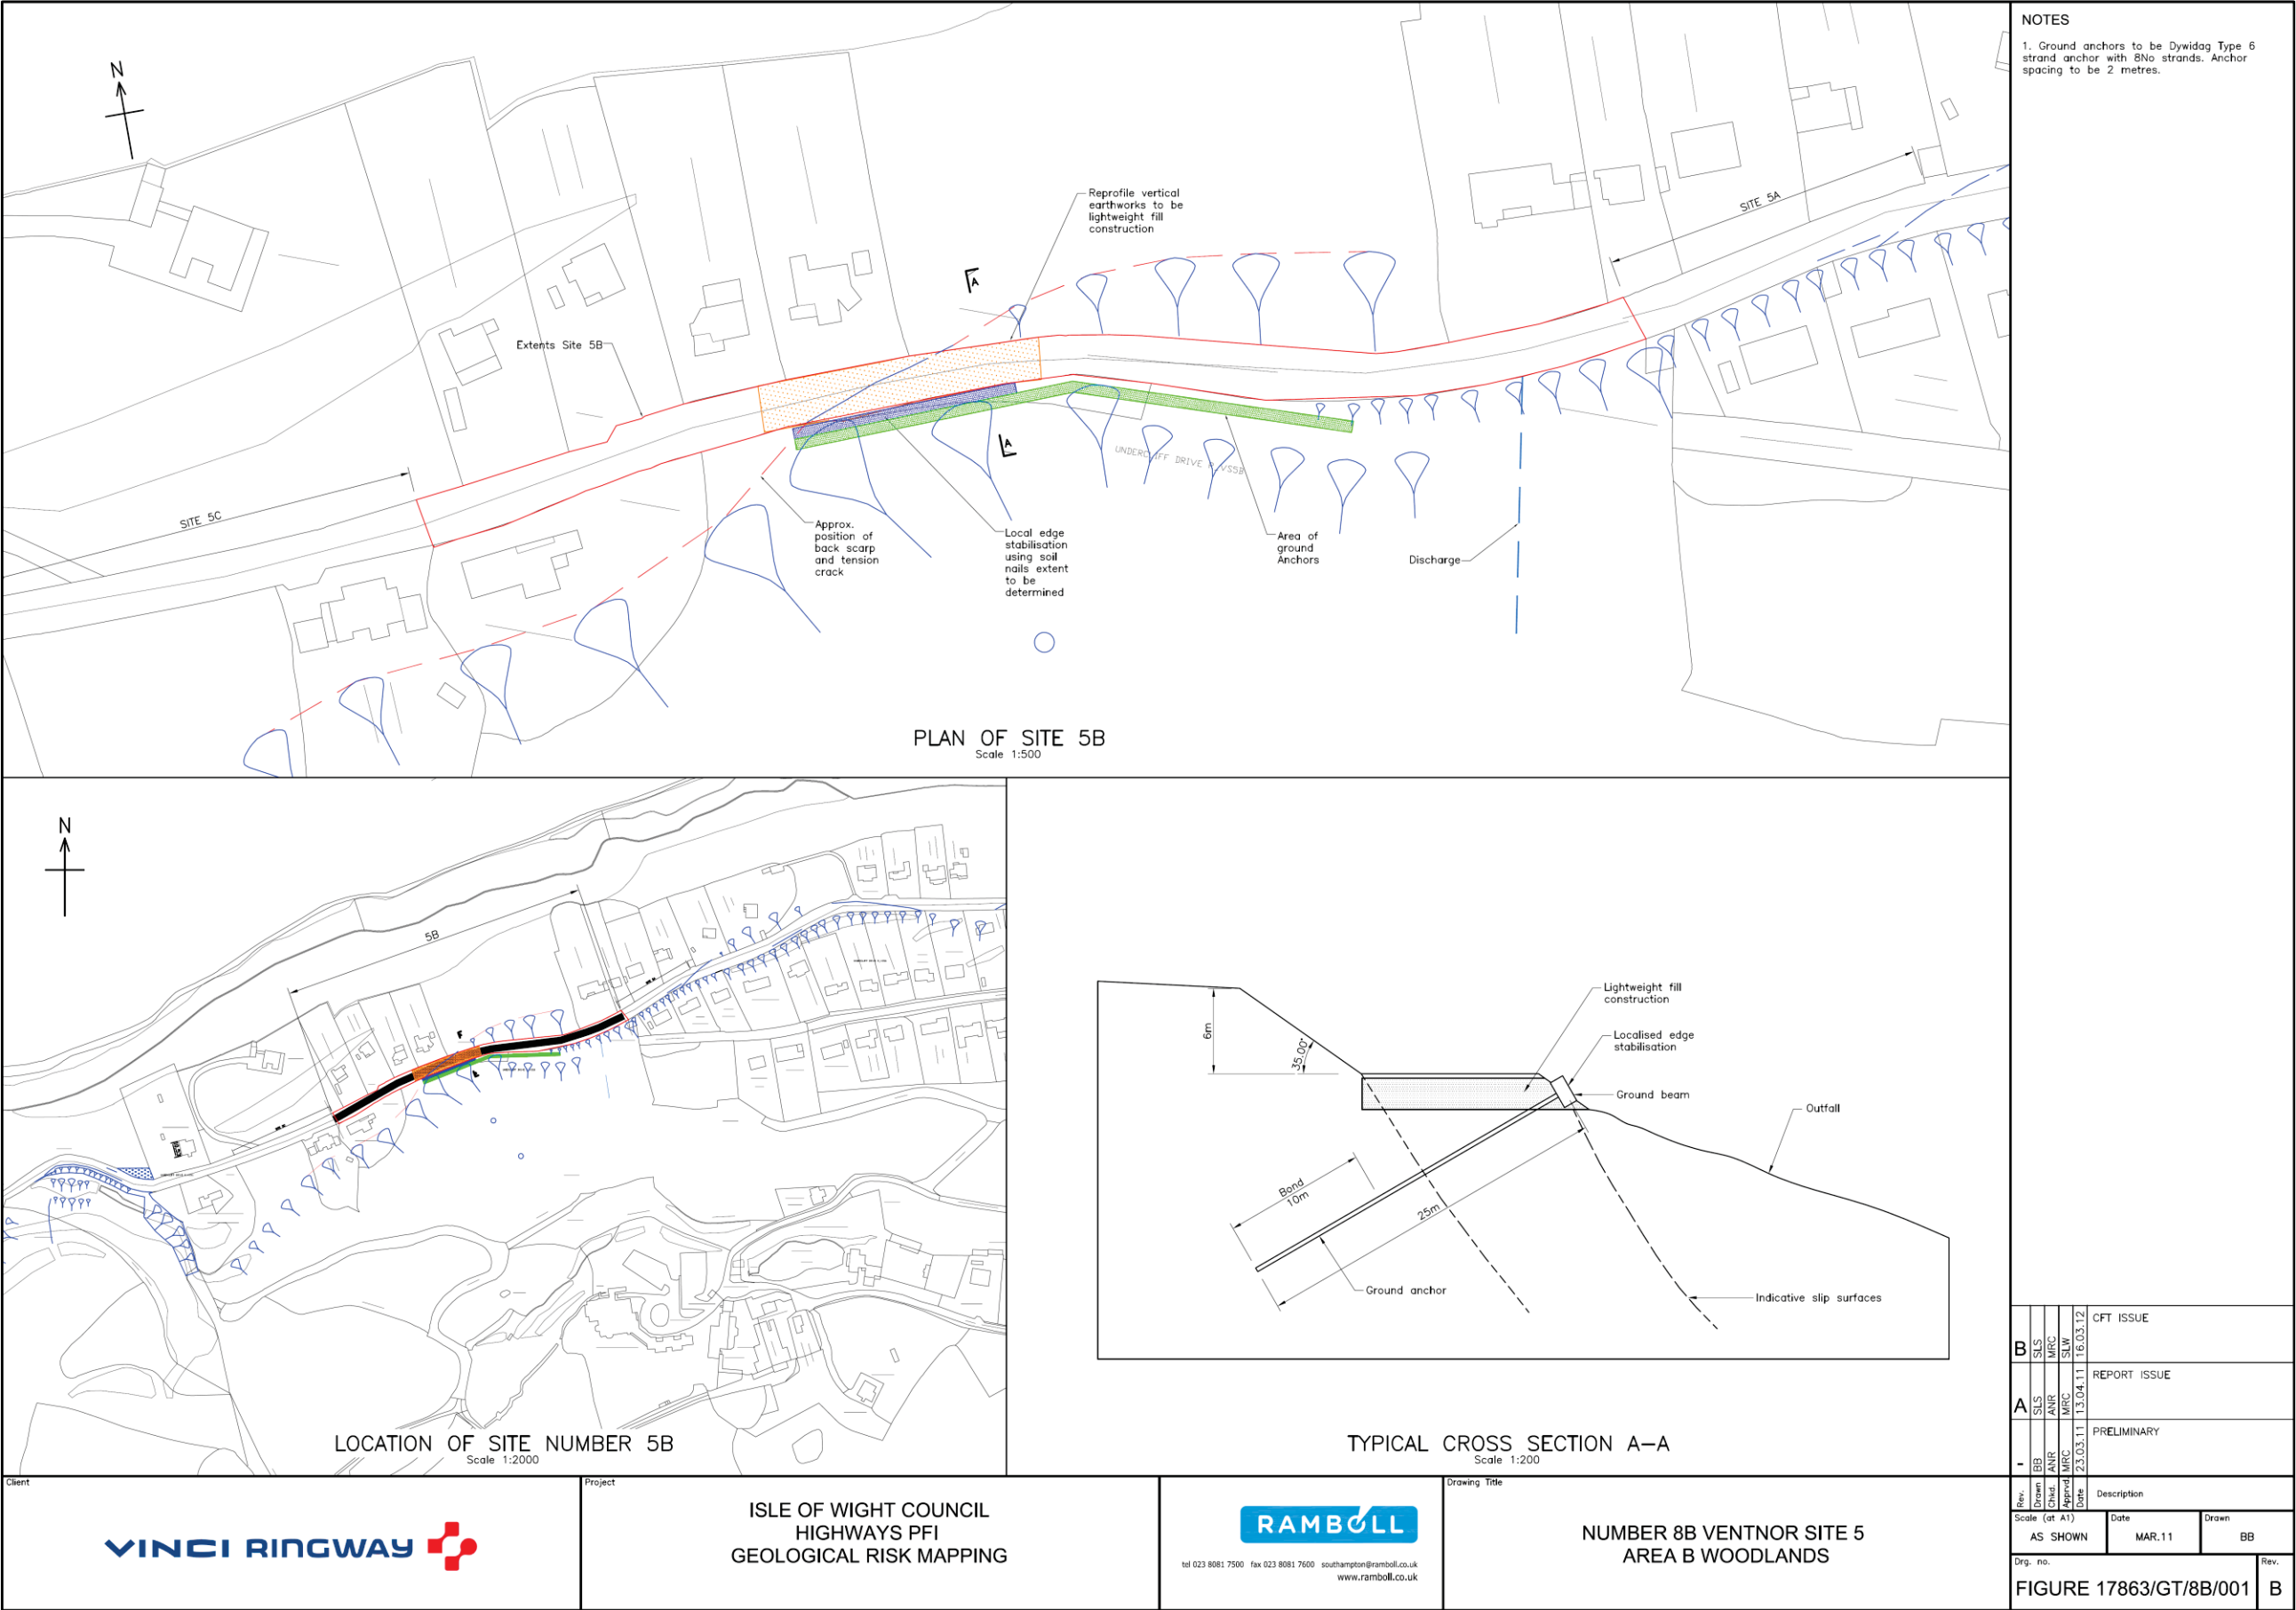 NOTES
1. Ground anchors to be Dywidag Type 6
strand anchor with 8No strands. Anchor
spacing to be 2 metres.
N
Reprofile vertical
earthworks to be
lightweight fill
construction
SITE 5A
A
Extents Site 5B
A
UNDERCLIFF DRIVE
SITE 5C
Approx.
position of
back scarp
and tension
crack
Local edge
stabilisation
using soil
nails extent
to be
determined
Area of
ground
Anchors
Discharge
PLAN OF SITE 5B
Scale 1:500
N
5B
LOCATION OF SITE NUMBER 5B
Scale 1:2000
Lightweight fill
construction
Localised edge
stabilisation
Ground beam
Outfall
6m
35.00°
Bond
10m
25m
Ground anchor
Indicative slip surfaces
TYPICAL CROSS SECTION A-A
Scale 1:200
B SLS MRC SLW 16.03.12 CFT ISSUE
A SLS ANR MRC 13.04.11 REPORT ISSUE
- BB ANR MRC 23.03.11 PRELIMINARY
Rev. Drawn Chkd. Apprvd. Date Description
Client
VINCI RINGWAY
Project
ISLE OF WIGHT COUNCIL
HIGHWAYS PFI
GEOLOGICAL RISK MAPPING
RAMBOLL
tel 023 8081 7500 fax 023 8081 7600 southampton@ramboll.co.uk
www.ramboll.co.uk
Drawing Title
NUMBER 8B VENTNOR SITE 5
AREA B WOODLANDS
Scale (at A1)
AS SHOWN
Date
MAR.11
Drawn
BB
Drg. no.
FIGURE 17863/GT/8B/001
Rev.
B